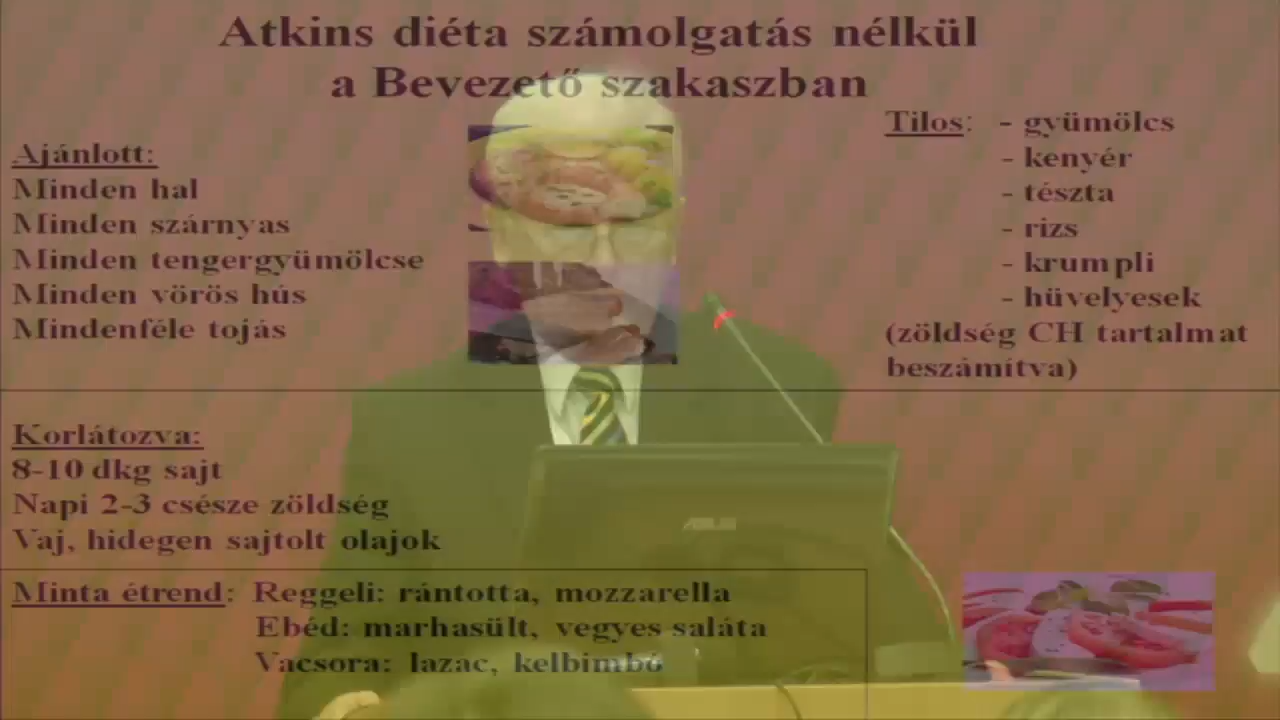 Atkins diéta számolgatás nélkül
a Bevezető szakaszban
Ajánlott:
Minden hal
Minden szárnyas
Minden tengergyümölcse
Minden vörös hús
Mindenféle tojás
Tilos: - gyümölcs
- kenyér
- tészta
- rizs
- krumpli
- hüvelyesek
(zöldség CH tartalmat
beszámítva)
Korlátozva:
8-10 dkg sajt
Napi 2-3 csésze zöldség
Vaj, hidegen sajtolt olajok
Minta étrend: Reggeli: rántotta, mozzarella
Ebéd: marhasült, vegyes saláta
Vacsora: lazac, kelbimbó
ASUS